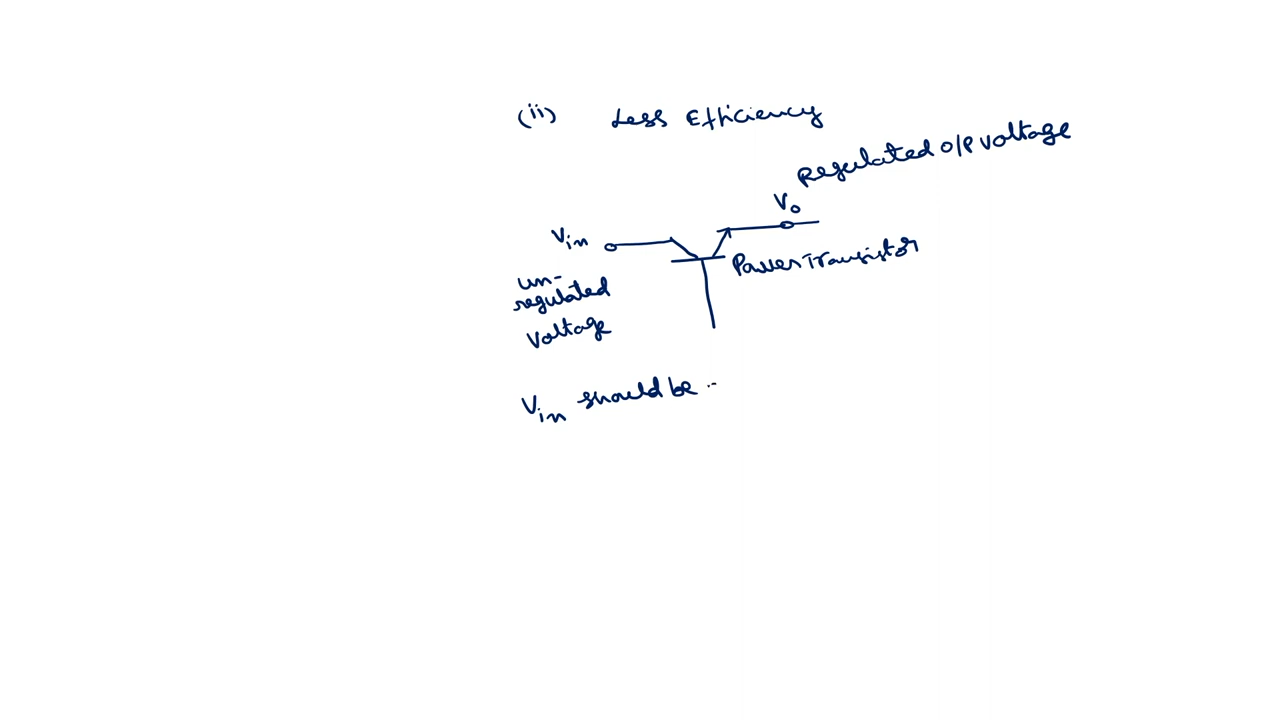 (ii) Less Efficiency
Regulated O/P Voltage
Vo
Vin
Power Transistor
un-
regulated
Voltage
Vin should be